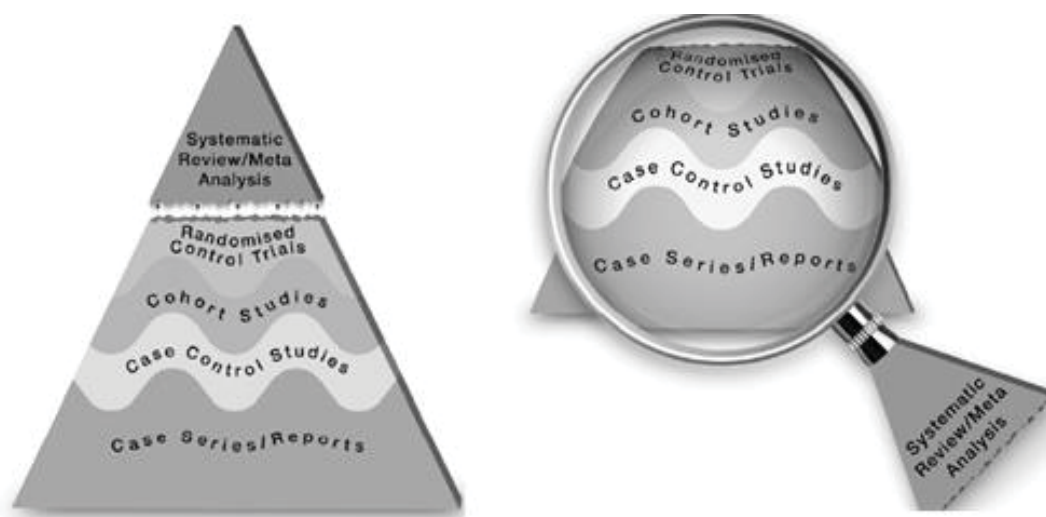 Systematic
Review/Meta
Analysis
Randomised
Control Trials
Cohort Studies
Case Control Studies
Case Series/Reports
Randomised
Control Trials
Cohort Studies
Case Control Studies
Case Series/Reports
Systematic
Review/Meta
Analysis